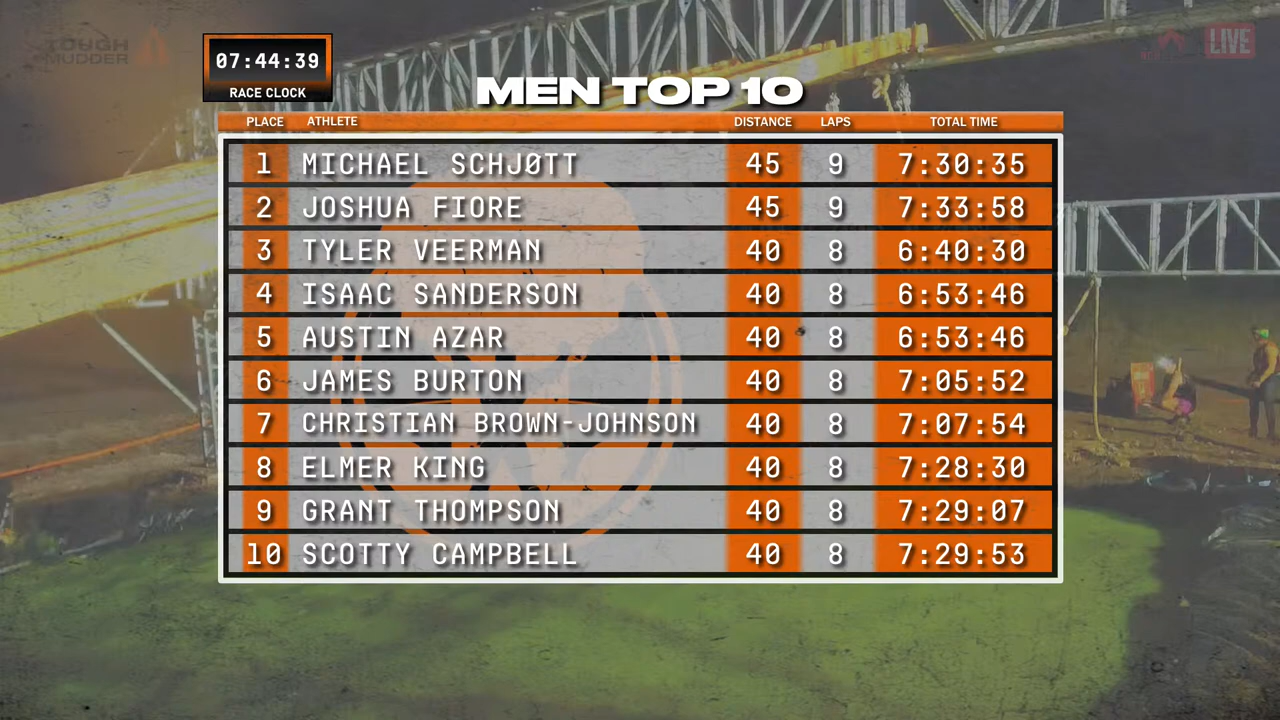 TOUGH
MUDDER
LIVE
07:44:39
RACE CLOCK
MEN TOP 10
PLACE ATHLETE DISTANCE LAPS TOTAL TIME
1 MICHAEL SCHJØTT 45 9 7:30:35
2 JOSHUA FIORE 45 9 7:33:58
3 TYLER VEERMAN 40 8 6:40:30
4 ISAAC SANDERSON 40 8 6:53:46
5 AUSTIN AZAR 40 8 6:53:46
6 JAMES BURTON 40 8 7:05:52
7 CHRISTIAN BROWN-JOHNSON 40 8 7:07:54
8 ELMER KING 40 8 7:28:30
9 GRANT THOMPSON 40 8 7:29:07
10 SCOTTY CAMPBELL 40 8 7:29:53